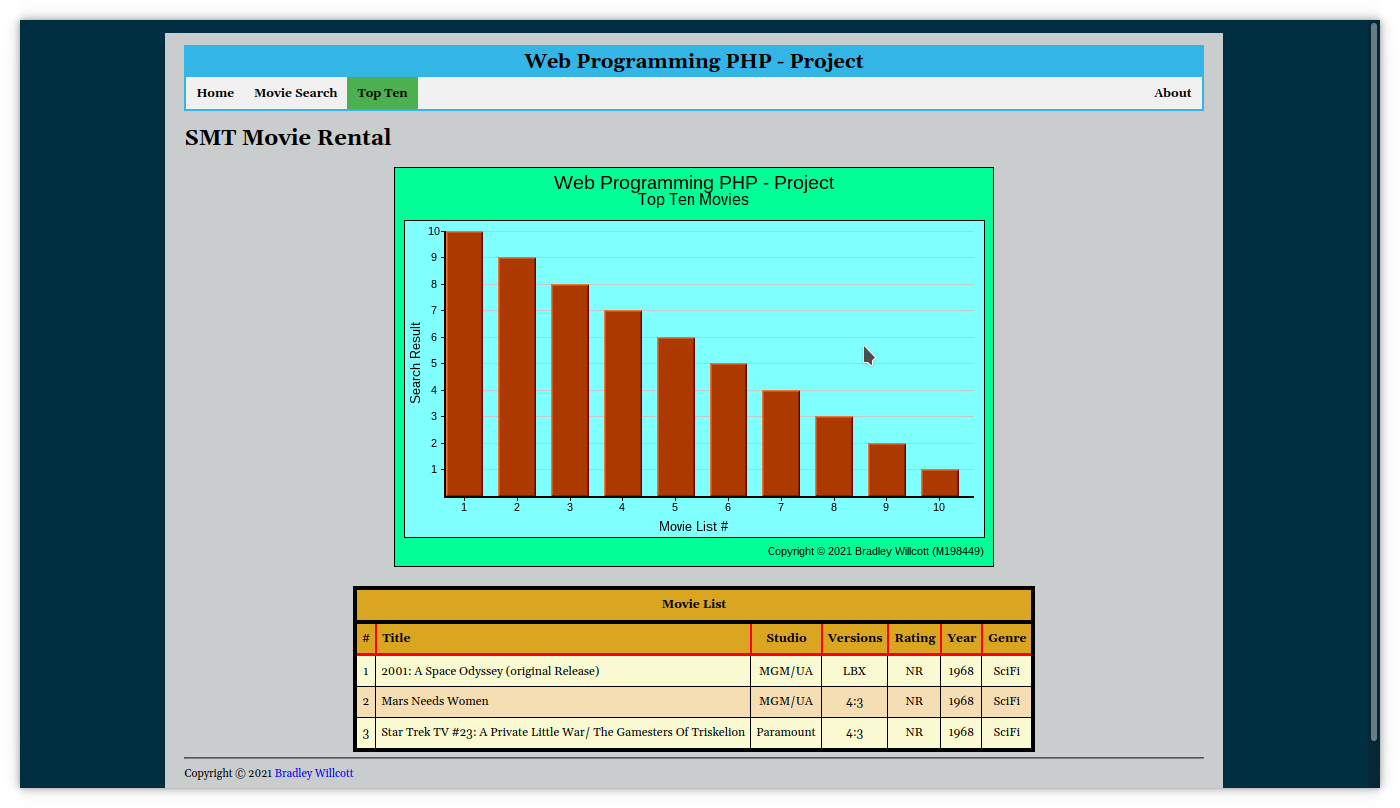 Web Programming PHP - Project
Home Movie Search Top Ten About
SMT Movie Rental
Web Programming PHP - Project
Top Ten Movies
10
9
8
7
6
5
4
3
2
1
Search Result
1 2 3 4 5 6 7 8 9 10
Movie List #
Copyright © 2021 Bradley Willcott (M198449)
Movie List
# Title Studio Versions Rating Year Genre
1 2001: A Space Odyssey (original Release) MGM/UA LBX NR 1968 SciFi
2 Mars Needs Women MGM/UA 4:3 NR 1968 SciFi
3 Star Trek TV #23: A Private Little War/ The Gamesters Of Triskelion Paramount 4:3 NR 1968 SciFi
Copyright © 2021 Bradley Willcott